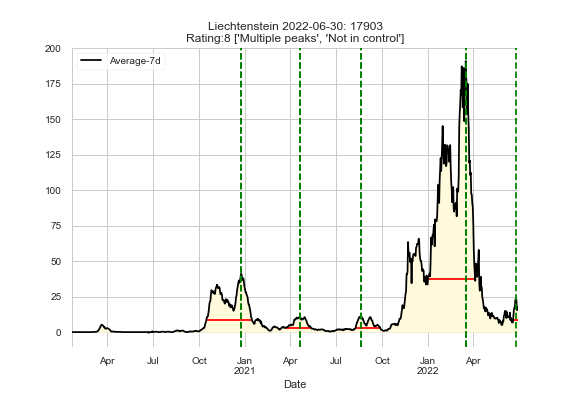 Liechtenstein 2022-06-30: 17903
Rating:8 ['Multiple peaks', 'Not in control']
Average-7d
200
175
150
125
100
75
50
25
0
Apr Jul Oct Jan Apr Jul Oct Jan Apr
2021 2022
Date